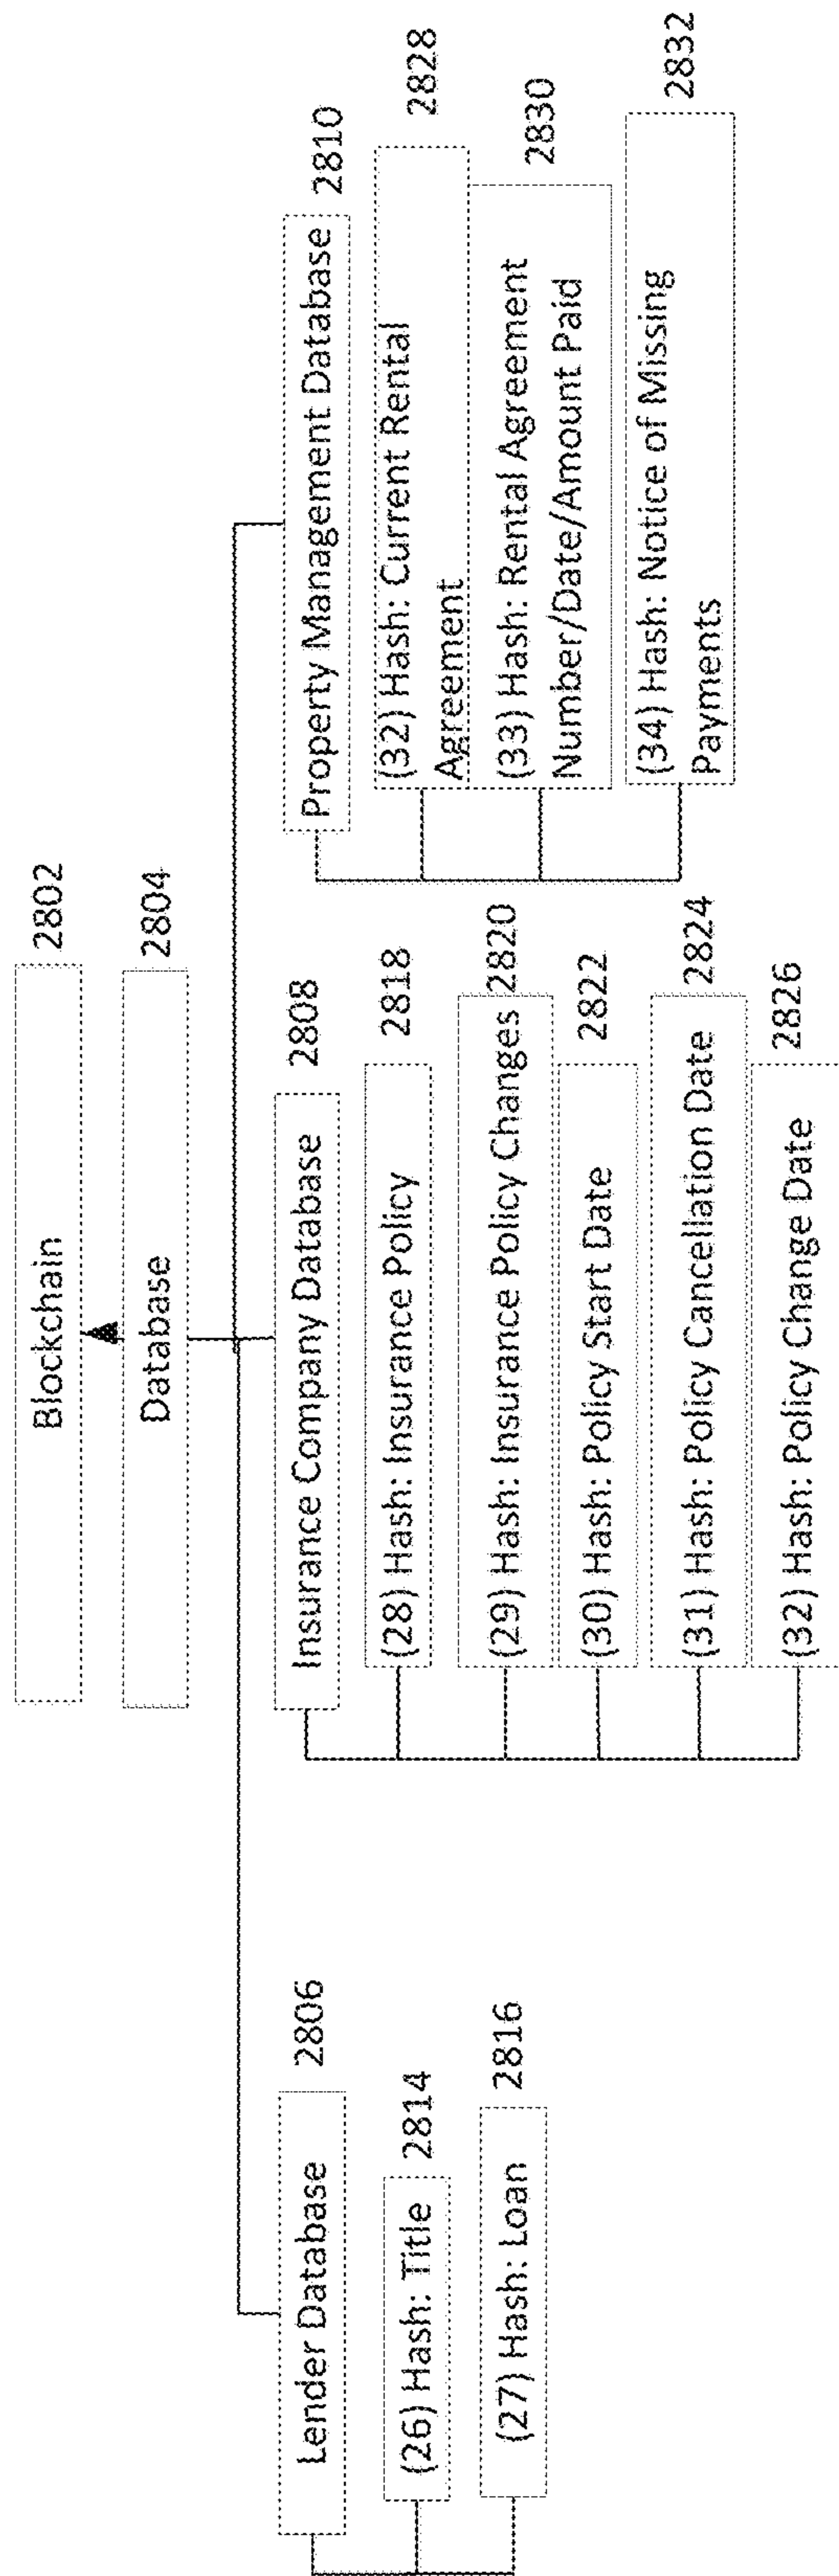 Blockchain 2802
Database 2804
Lender Database 2806
(26) Hash: Title 2814
(27) Hash: Loan 2816
Insurance Company Database 2808
(28) Hash: Insurance Policy 2818
(29) Hash: Insurance Policy Changes 2820
(30) Hash: Policy Start Date 2822
(31) Hash: Policy Cancellation Date 2824
(32) Hash: Policy Change Date 2826
Property Management Database 2810
(32) Hash: Current Rental
Agreement 2828
(33) Hash: Rental Agreement
Number/Date/Amount Paid 2830
(34) Hash: Notice of Missing
Payments 2832